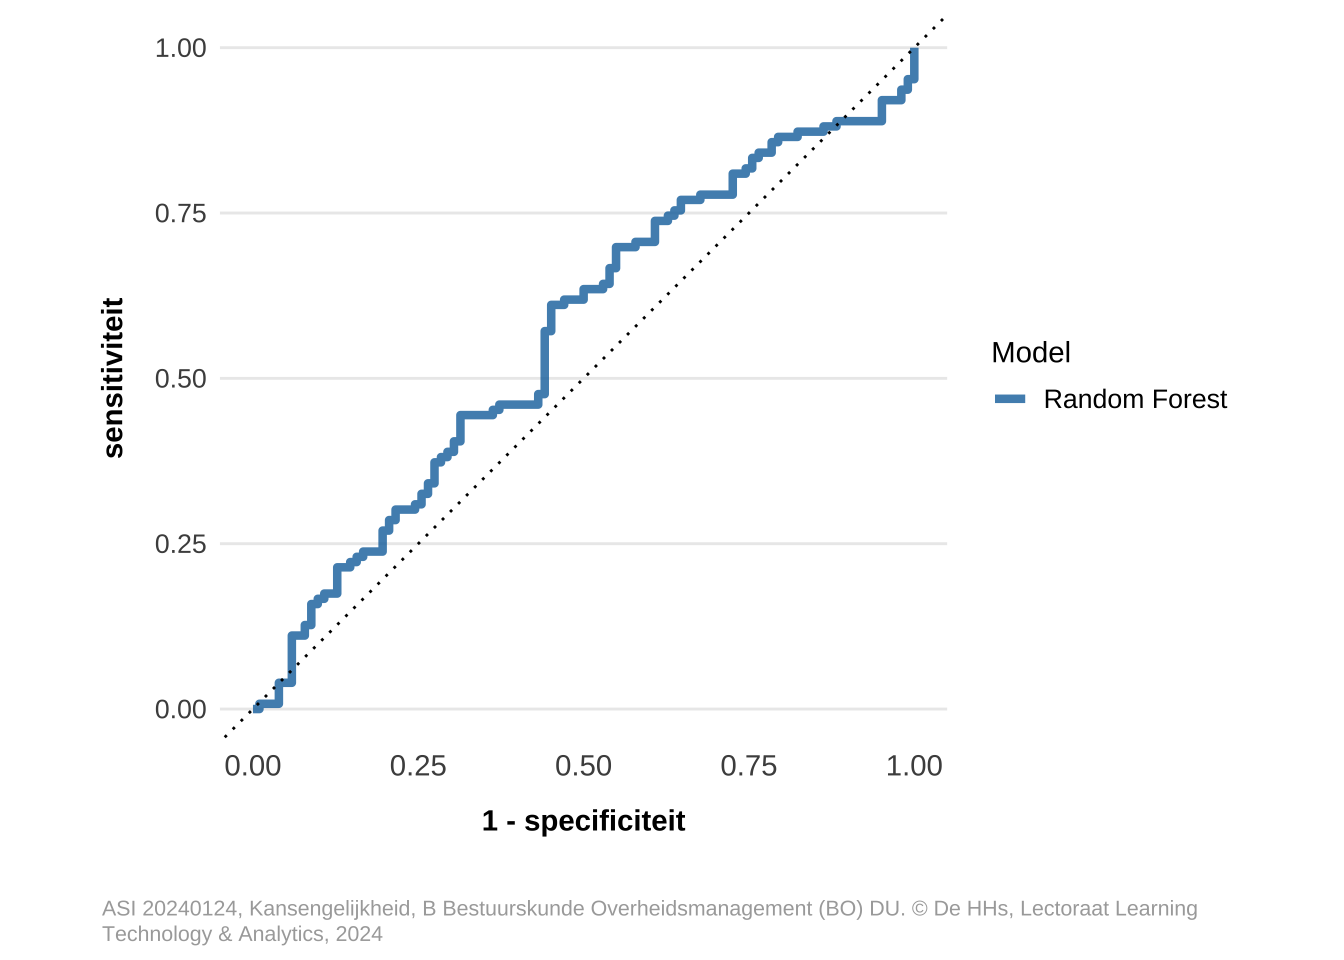 1.00
0.75
0.50
0.25
0.00
sensitiviteit
0.00 0.25 0.50 0.75 1.00
1 - specificiteit
Model
Random Forest
ASI 20240124, Kansengelijkheid, B Bestuurskunde Overheidsmanagement (BO) DU. © De HHs, Lectoraat Learning
Technology & Analytics, 2024